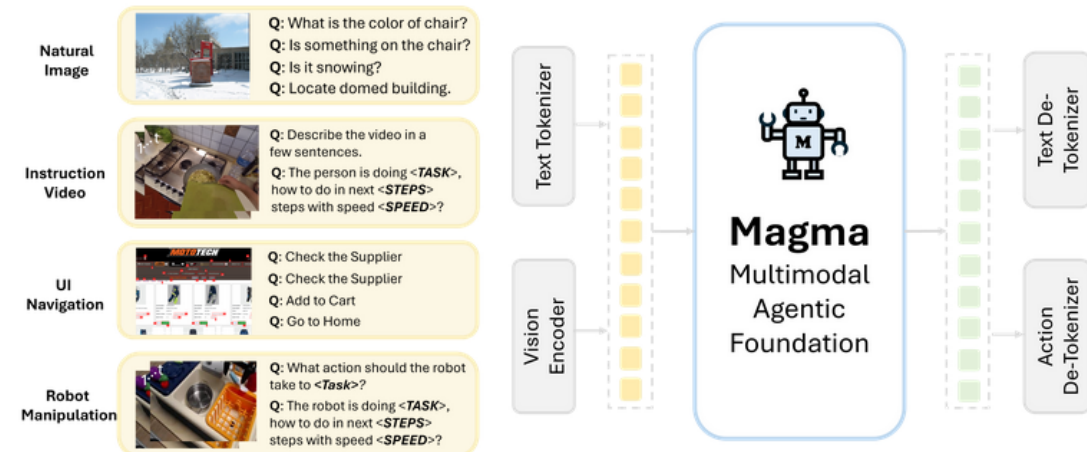 Natural
Image
Q: What is the color of chair?
Q: Is something on the chair?
Q: Is it snowing?
Q: Locate domed building.
Instruction
Video
Q: Describe the video in a
few sentences.
Q: The person is doing <TASK>,
how to do in next <STEPS>
steps with speed <SPEED>?
UI
Navigation
MOTOTECH
Q: Check the Supplier
Q: Check the Supplier
Q: Add to Cart
Q: Go to Home
Robot
Manipulation
Q: What action should the robot
take to <Task>?
Q: The robot is doing <TASK>,
how to do in next <STEPS>
steps with speed <SPEED>?
Text Tokenizer
Vision
Encoder
M
Magma
Multimodal
Agentic
Foundation
Text De-
Tokenizer
Action
De-Tokenizer